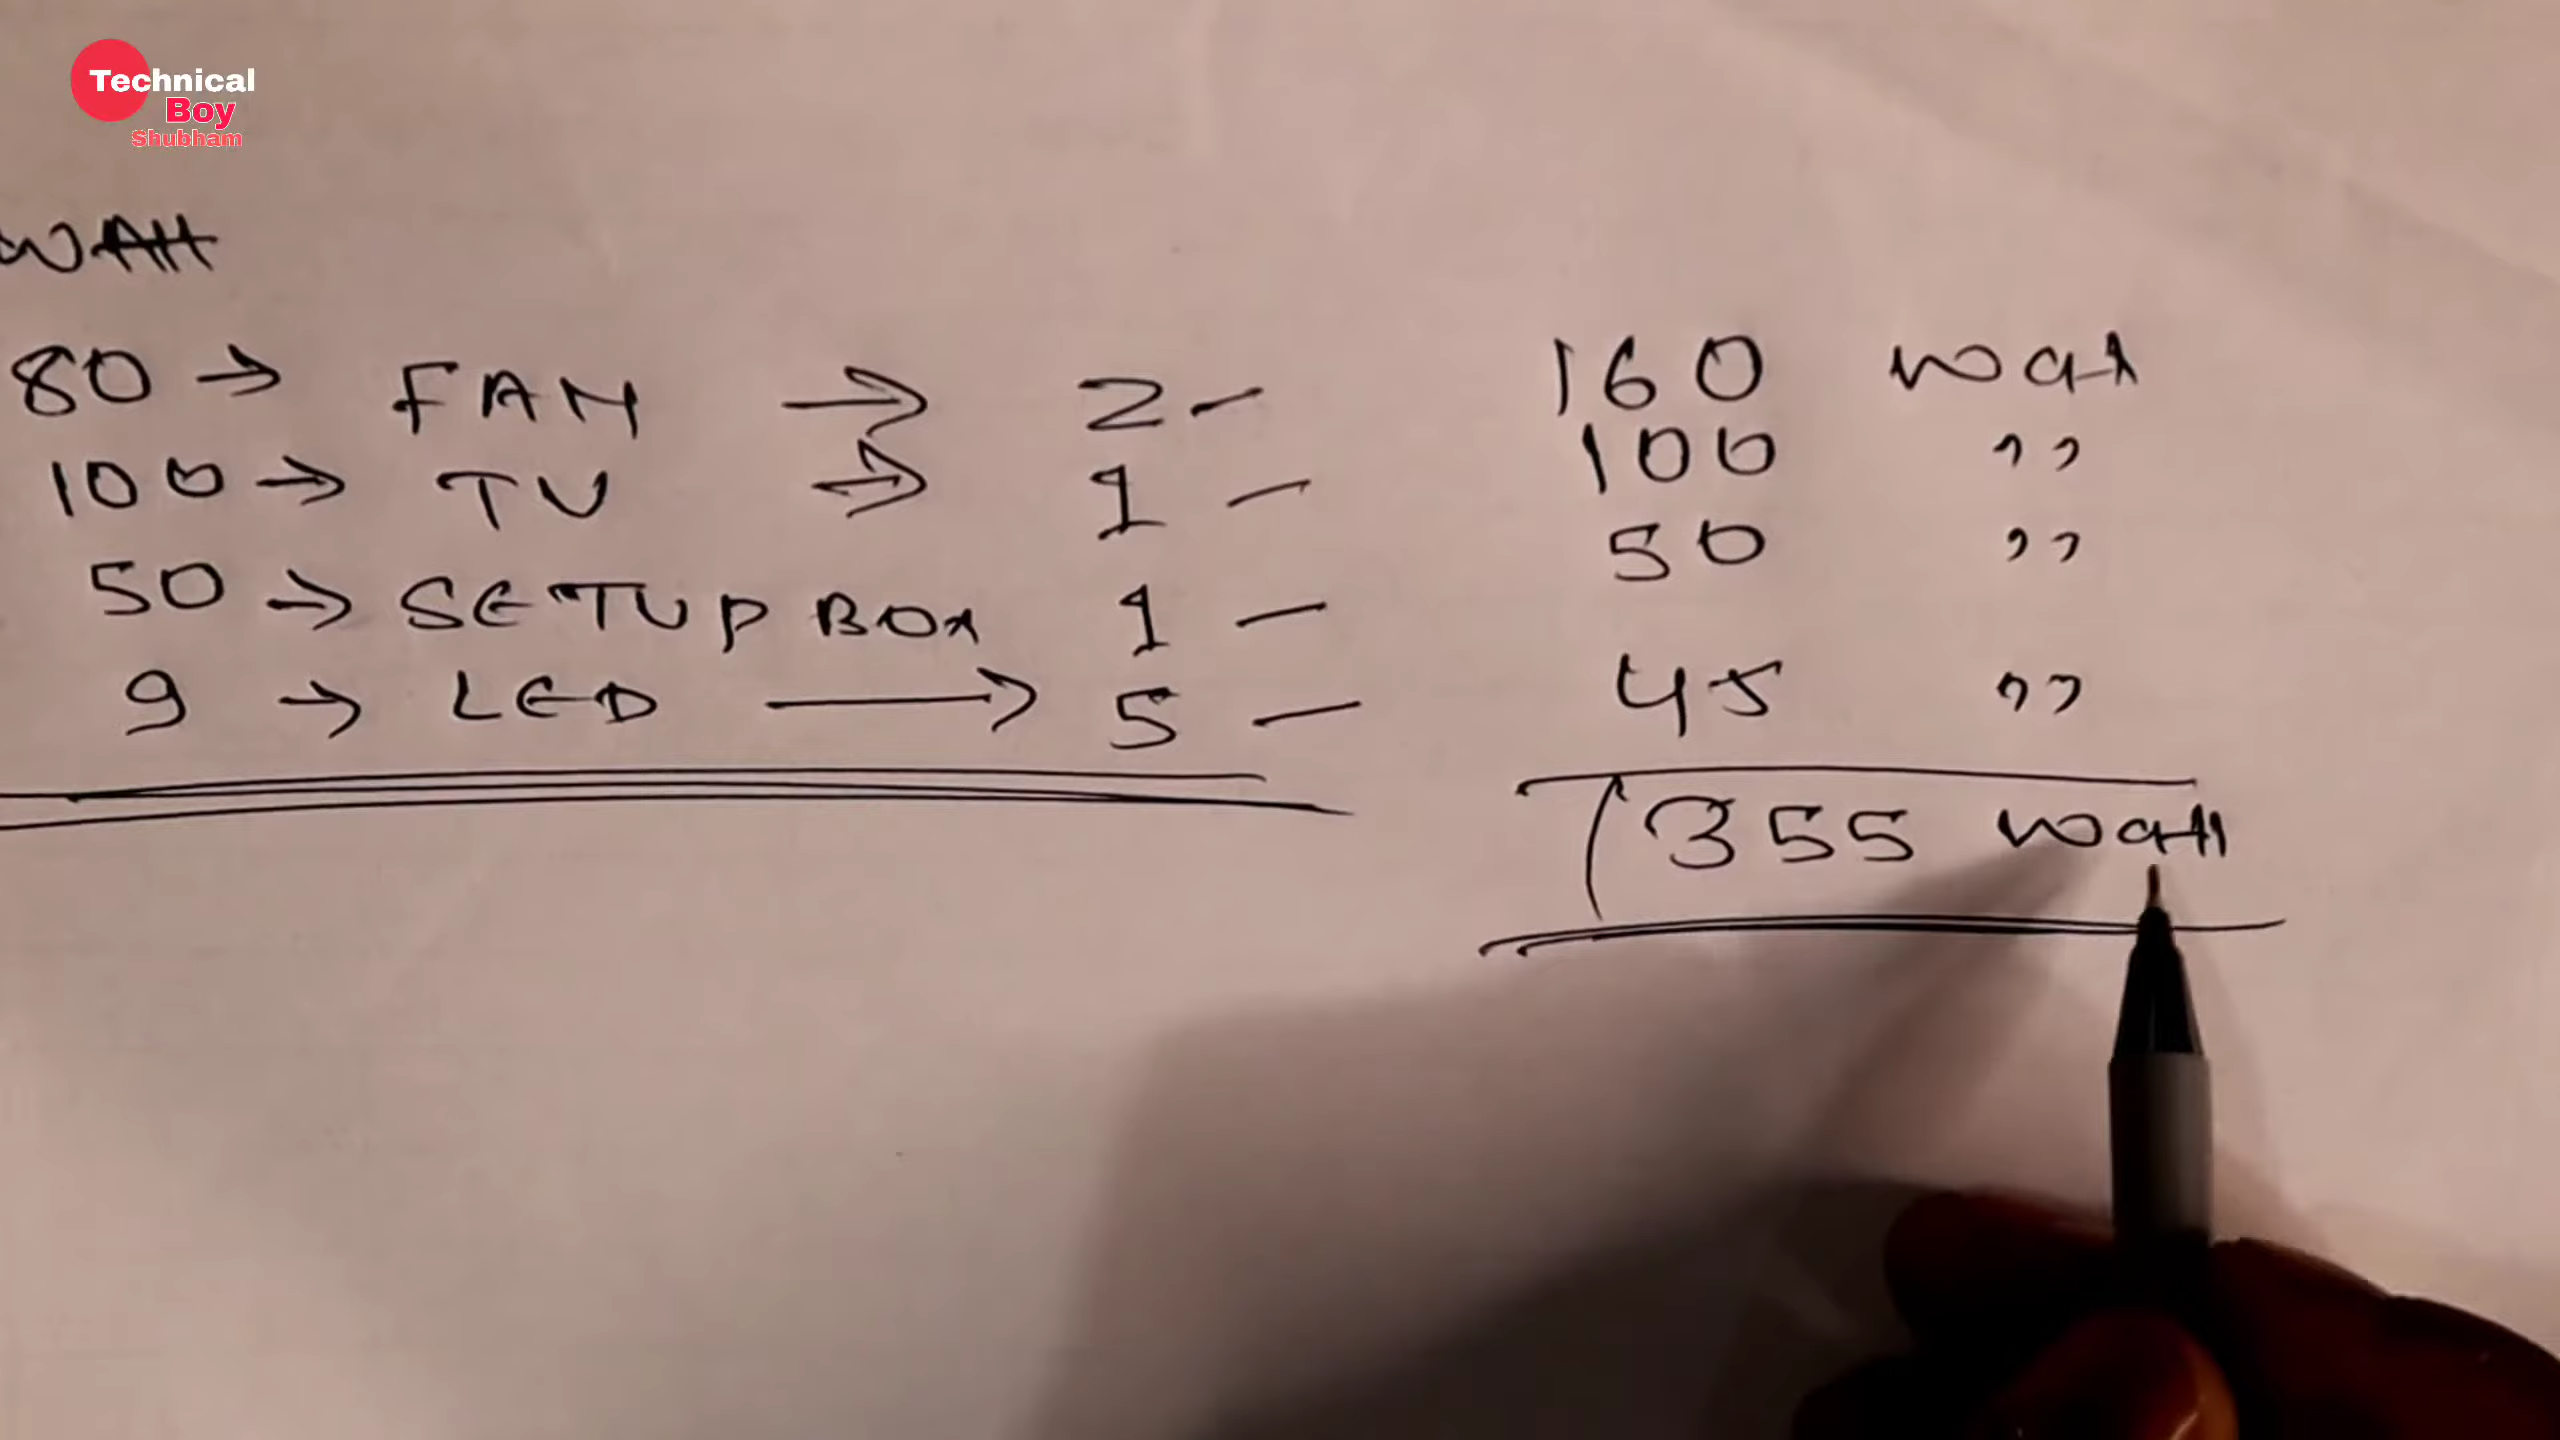 Technical
Boy
Shubham
WATT
80 → FAN → 2 - 160 watt
100 → TV → 1 - 100 ,,
50 → SETUP BOX 1 - 50 ,,
9 → LED → 5 - 45 ,,
355 watt